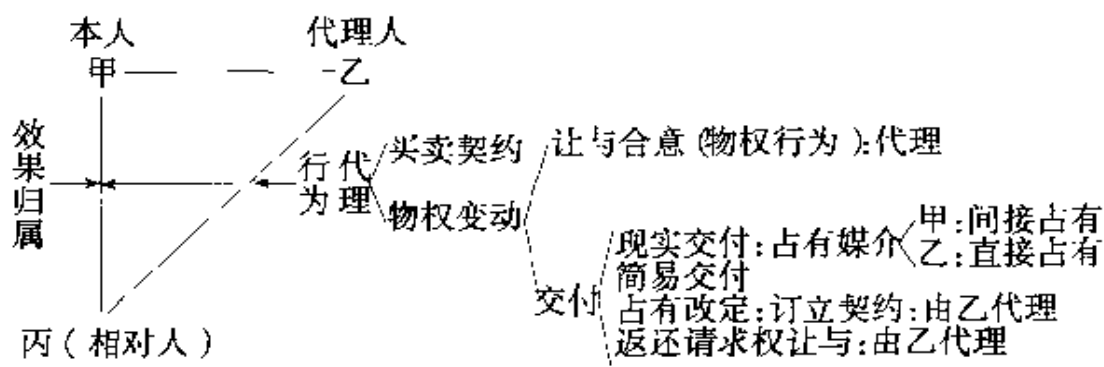 本人 代理人
甲 乙
效果归属
代理行为
买卖契约
物权变动
让与合意(物权行为):代理
交付
现实交付:占有媒介
甲:间接占有
乙:直接占有
简易交付
占有改定;订立契约:由乙代理
返还请求权让与:由乙代理
丙(相对人)